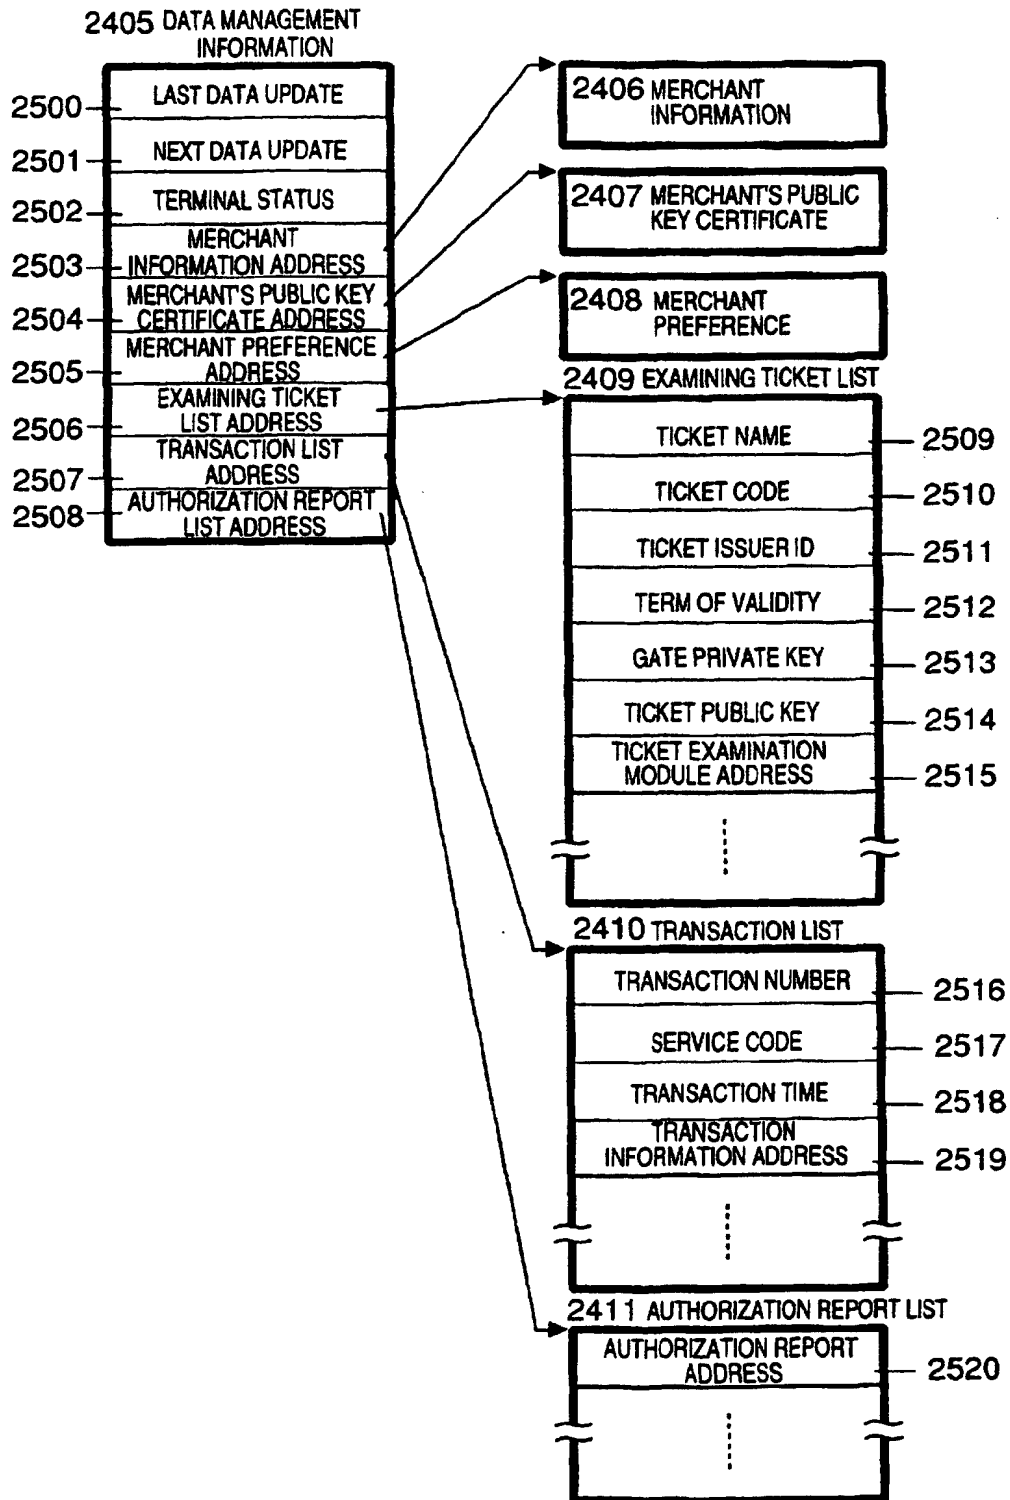 2405 DATA MANAGEMENT
INFORMATION
2500 LAST DATA UPDATE
2501 NEXT DATA UPDATE
2502 TERMINAL STATUS
MERCHANT
2503 INFORMATION ADDRESS
MERCHANT'S PUBLIC KEY
2504 CERTIFICATE ADDRESS
MERCHANT PREFERENCE
2505 ADDRESS
EXAMINING TICKET
2506 LIST ADDRESS
TRANSACTION LIST
2507 ADDRESS
AUTHORIZATION REPORT
2508 LIST ADDRESS
2406 MERCHANT
INFORMATION
2407 MERCHANT'S PUBLIC
KEY CERTIFICATE
2408 MERCHANT
PREFERENCE
2409 EXAMINING TICKET LIST
TICKET NAME 2509
TICKET CODE 2510
TICKET ISSUER ID 2511
TERM OF VALIDITY 2512
GATE PRIVATE KEY 2513
TICKET PUBLIC KEY 2514
TICKET EXAMINATION
MODULE ADDRESS 2515
2410 TRANSACTION LIST
TRANSACTION NUMBER 2516
SERVICE CODE 2517
TRANSACTION TIME 2518
TRANSACTION
INFORMATION ADDRESS 2519
2411 AUTHORIZATION REPORT LIST
AUTHORIZATION REPORT
ADDRESS 2520